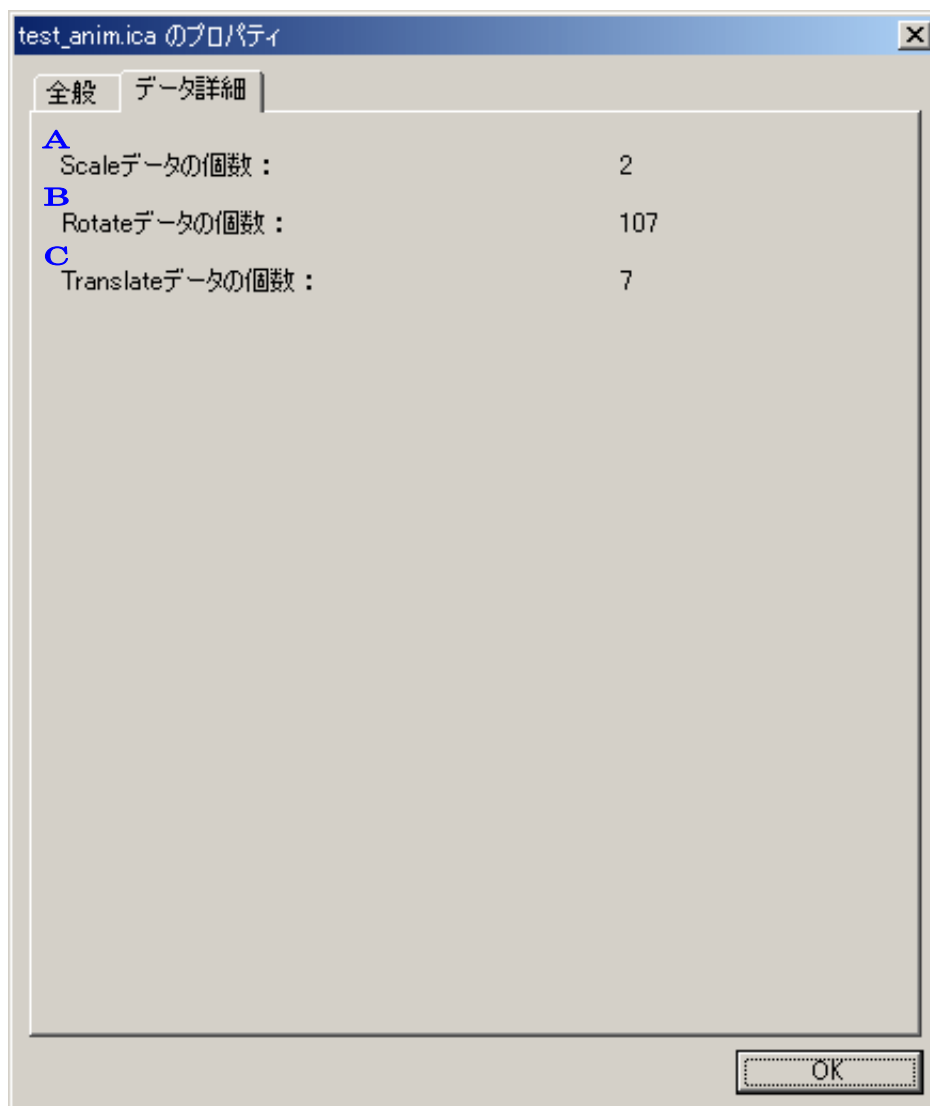 test_anim.ica のプロパティ
全般 データ詳細
A
Scaleデータの個数： 2
B
Rotateデータの個数： 107
C
Translateデータの個数： 7
OK